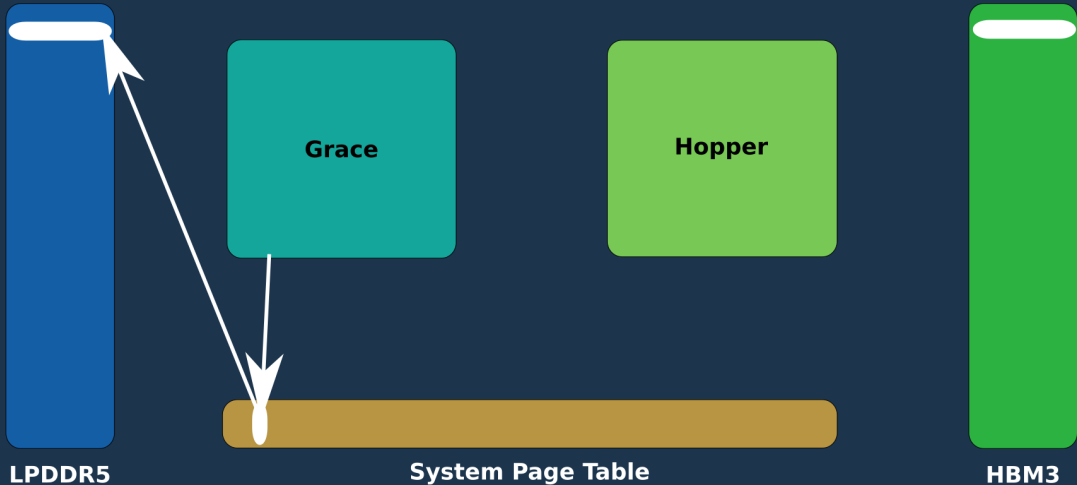 Grace
Hopper
LPDDR5
System Page Table
HBM3